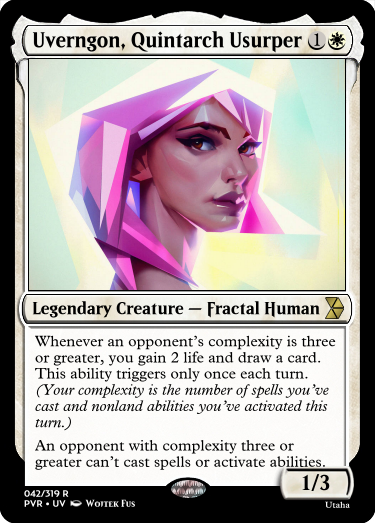 Uverngon, Quintarch Usurper 1
Legendary Creature — Fractal Human
Whenever an opponent's complexity is three
or greater, you gain 2 life and draw a card.
This ability triggers only once each turn.
(Your complexity is the number of spells you've
cast and nonland abilities you've activated this
turn.)
An opponent with complexity three or
greater can't cast spells or activate abilities.
1/3
042/319 R
PVR • UV Wojtek Fus
Utaha